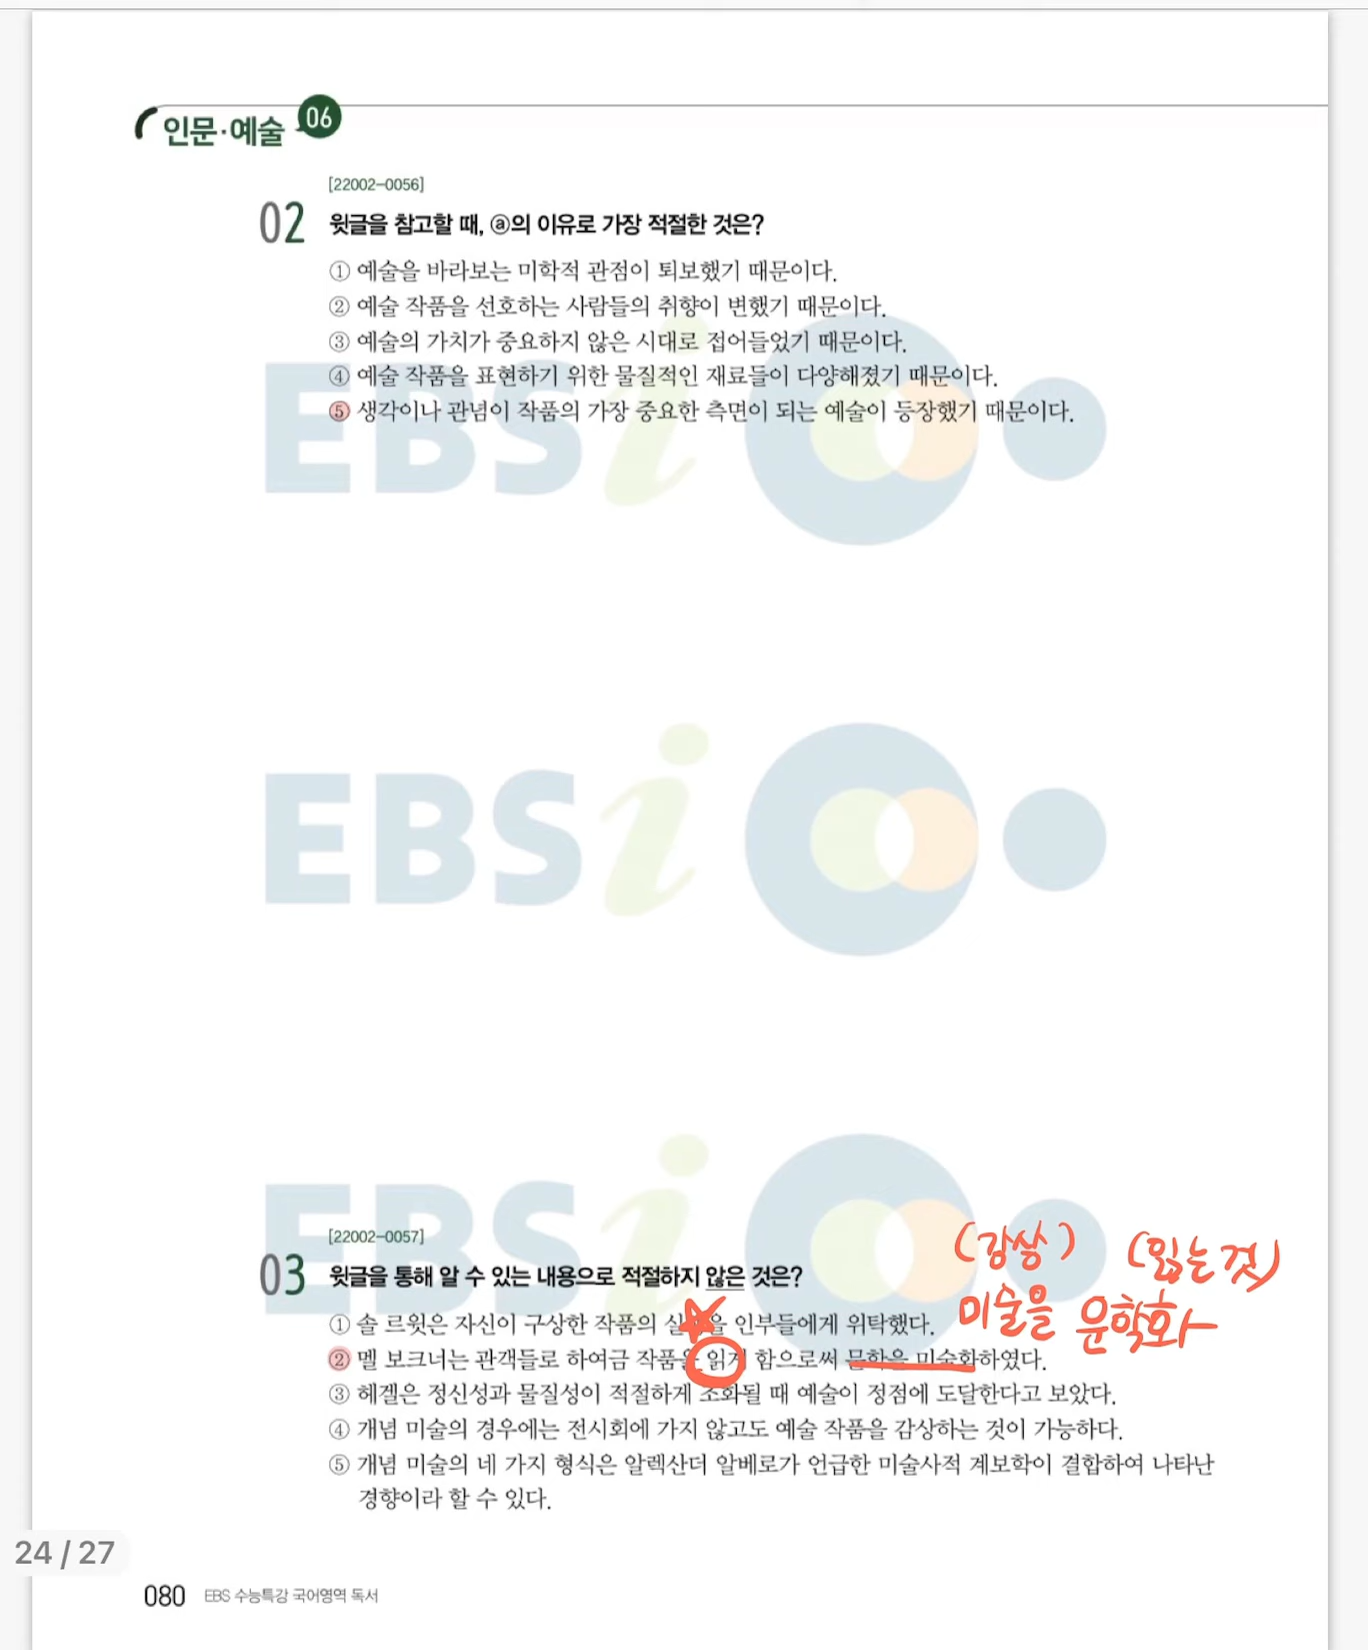 인문·예술 06
[22002-0056]
02 윗글을 참고할 때, ⓐ의 이유로 가장 적절한 것은?
① 예술을 바라보는 미학적 관점이 퇴보했기 때문이다.
② 예술 작품을 선호하는 사람들의 취향이 변했기 때문이다.
③ 예술의 가치가 중요하지 않은 시대로 접어들었기 때문이다.
④ 예술 작품을 표현하기 위한 물질적인 재료들이 다양해졌기 때문이다.
⑤ 생각이나 관념이 작품의 가장 중요한 측면이 되는 예술이 등장했기 때문이다.
EBSi
EBSi
EBSi
[22002-0057]
(감상) (읽는 것)
03 윗글을 통해 알 수 있는 내용으로 적절하지 않은 것은?
미술을 문학화
① 솔 르윗은 자신이 구상한 작품의 인부들에게 위탁했다.
② 멜 보크너는 관객들로 하여금 작품을 읽게 함으로써 문학을 미술화하였다.
③ 헤겔은 정신성과 물질성이 적절하게 조화될 때 예술이 정점에 도달한다고 보았다.
④ 개념 미술의 경우에는 전시회에 가지 않고도 예술 작품을 감상하는 것이 가능하다.
⑤ 개념 미술의 네 가지 형식은 알렉산더 알베로가 언급한 미술사적 계보학이 결합하여 나타난
경향이라 할 수 있다.
24 / 27
080 EBS 수능특강 국어영역 독서